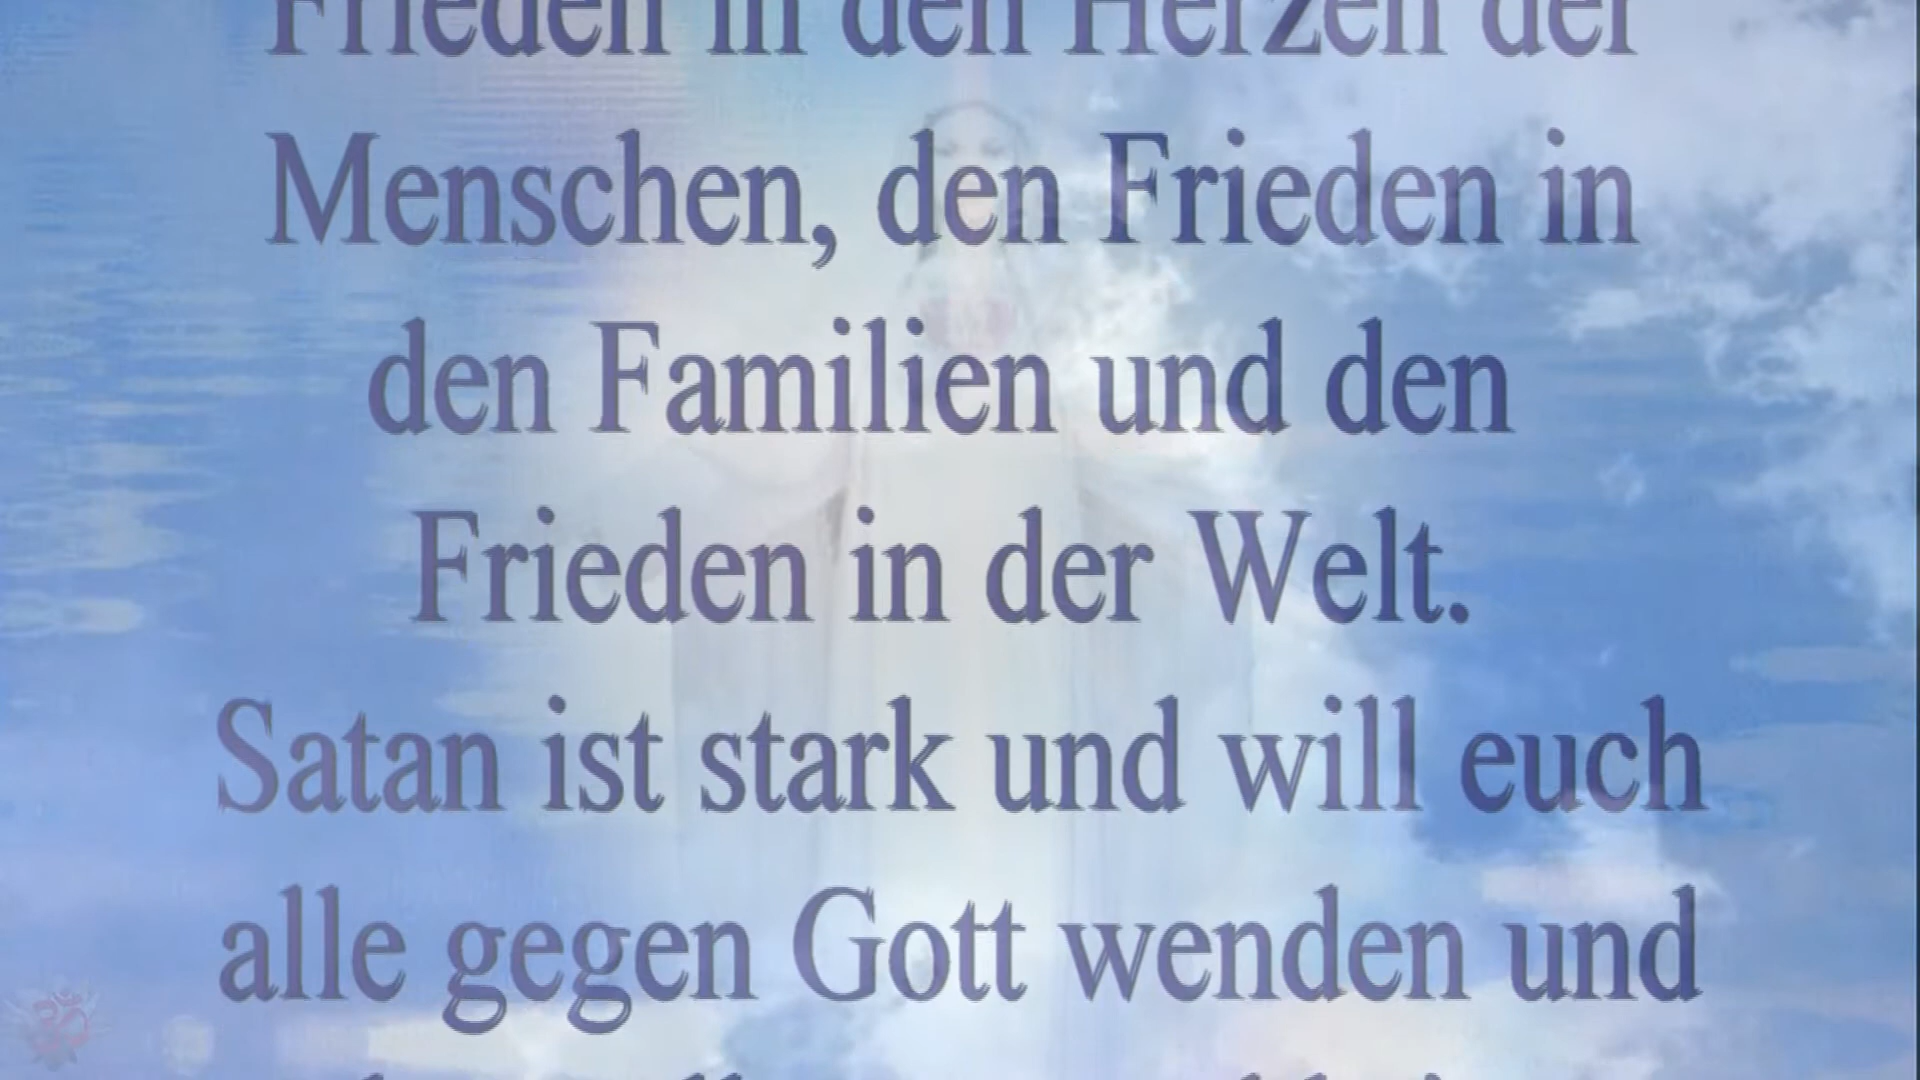 Frieden in den Herzen der
Menschen, den Frieden in
den Familien und den
Frieden in der Welt.
Satan ist stark und will euch
alle gegen Gott wenden und